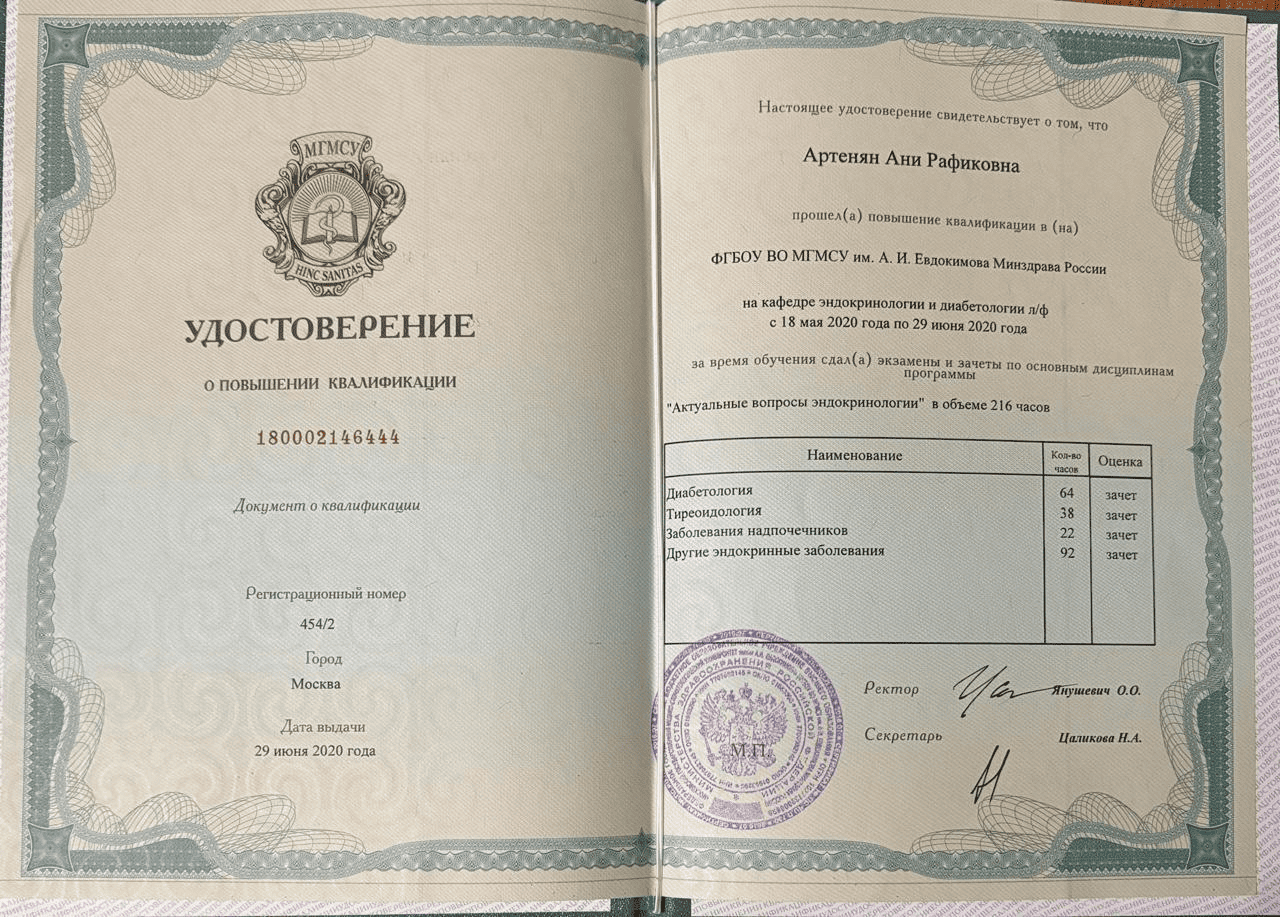 МГМСУ
HINC SANITAS
УДОСТОВЕРЕНИЕ
О ПОВЫШЕНИИ КВАЛИФИКАЦИИ
180002146444
Документ о квалификации
Регистрационный номер
454/2
Город
Москва
Дата выдачи
29 июня 2020 года
Настоящее удостоверение свидетельствует о том, что
Артенян Ани Рафиковна
прошел(а) повышение квалификации в (на)
ФГБОУ ВО МГМСУ им. А. И. Евдокимова Минздрава России
на кафедре эндокринологии и диабетологии л/ф
с 18 мая 2020 года по 29 июня 2020 года
за время обучения сдал(а) экзамены и зачеты по основным дисциплинам
программы
"Актуальные вопросы эндокринологии" в объеме 216 часов
Наименование Кол-во часов Оценка
Диабетология 64 зачет
Тиреоидология 38 зачет
Заболевания надпочечников 22 зачет
Другие эндокринные заболевания 92 зачет
МИНИСТЕРСТВА ЗДРАВООХРАНЕНИЯ РОССИЙСКОЙ ФЕДЕРАЦИИ
М.П.
Ректор Янушевич О.О.
Секретарь Цаликова Н.А.